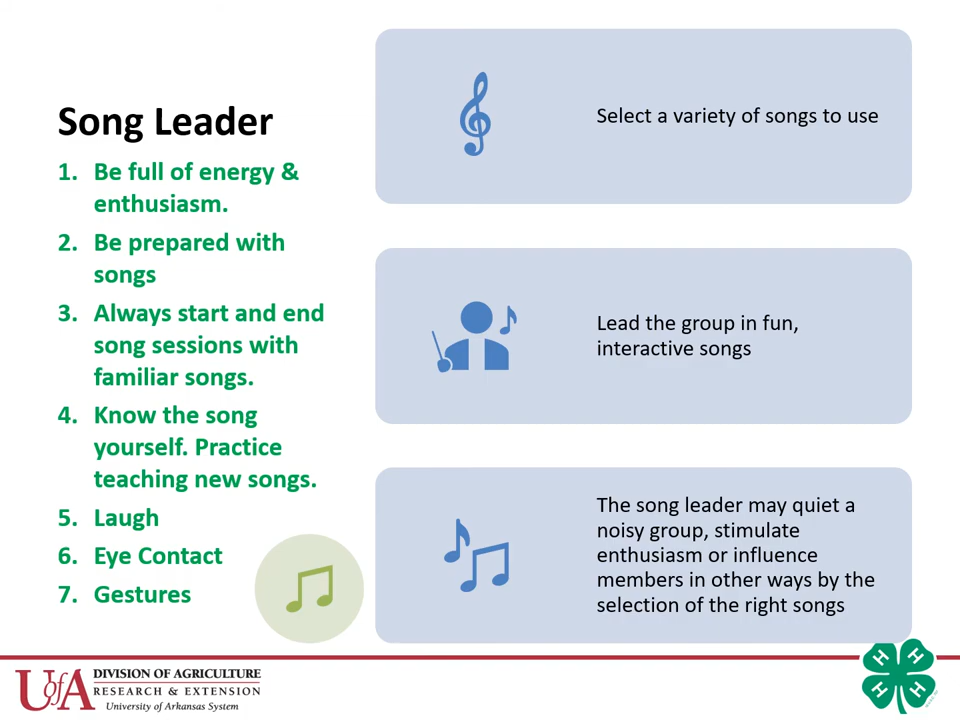 Song Leader
1. Be full of energy &
enthusiasm.
2. Be prepared with
songs
3. Always start and end
song sessions with
familiar songs.
4. Know the song
yourself. Practice
teaching new songs.
5. Laugh
6. Eye Contact
7. Gestures
Select a variety of songs to use
Lead the group in fun,
interactive songs
The song leader may quiet a
noisy group, stimulate
enthusiasm or influence
members in other ways by the
selection of the right songs
UofA
DIVISION OF AGRICULTURE
RESEARCH & EXTENSION
University of Arkansas System
H H
H H